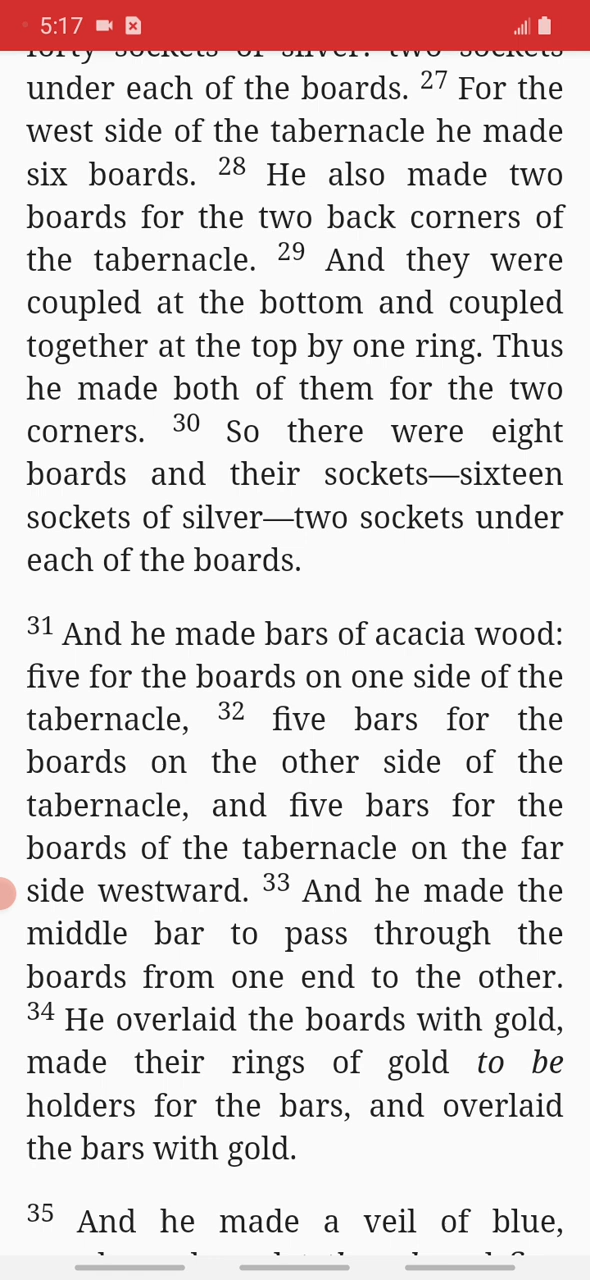 5:17
forty sockets of silver: two sockets
under each of the boards. 27 For the
west side of the tabernacle he made
six boards. 28 He also made two
boards for the two back corners of
the tabernacle. 29 And they were
coupled at the bottom and coupled
together at the top by one ring. Thus
he made both of them for the two
corners. 30 So there were eight
boards and their sockets—sixteen
sockets of silver—two sockets under
each of the boards.
31 And he made bars of acacia wood:
five for the boards on one side of the
tabernacle, 32 five bars for the
boards on the other side of the
tabernacle, and five bars for the
boards of the tabernacle on the far
side westward. 33 And he made the
middle bar to pass through the
boards from one end to the other.
34 He overlaid the boards with gold,
made their rings of gold to be
holders for the bars, and overlaid
the bars with gold.
35 And he made a veil of blue,